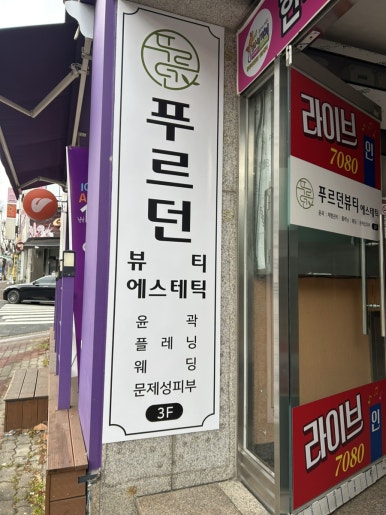 푸르던
뷰티
에스테틱
윤곽
플레닝
웨딩
문제성피부
3F
라이브
7080
인
푸르던뷰티 에스테틱
라이브
7080
인